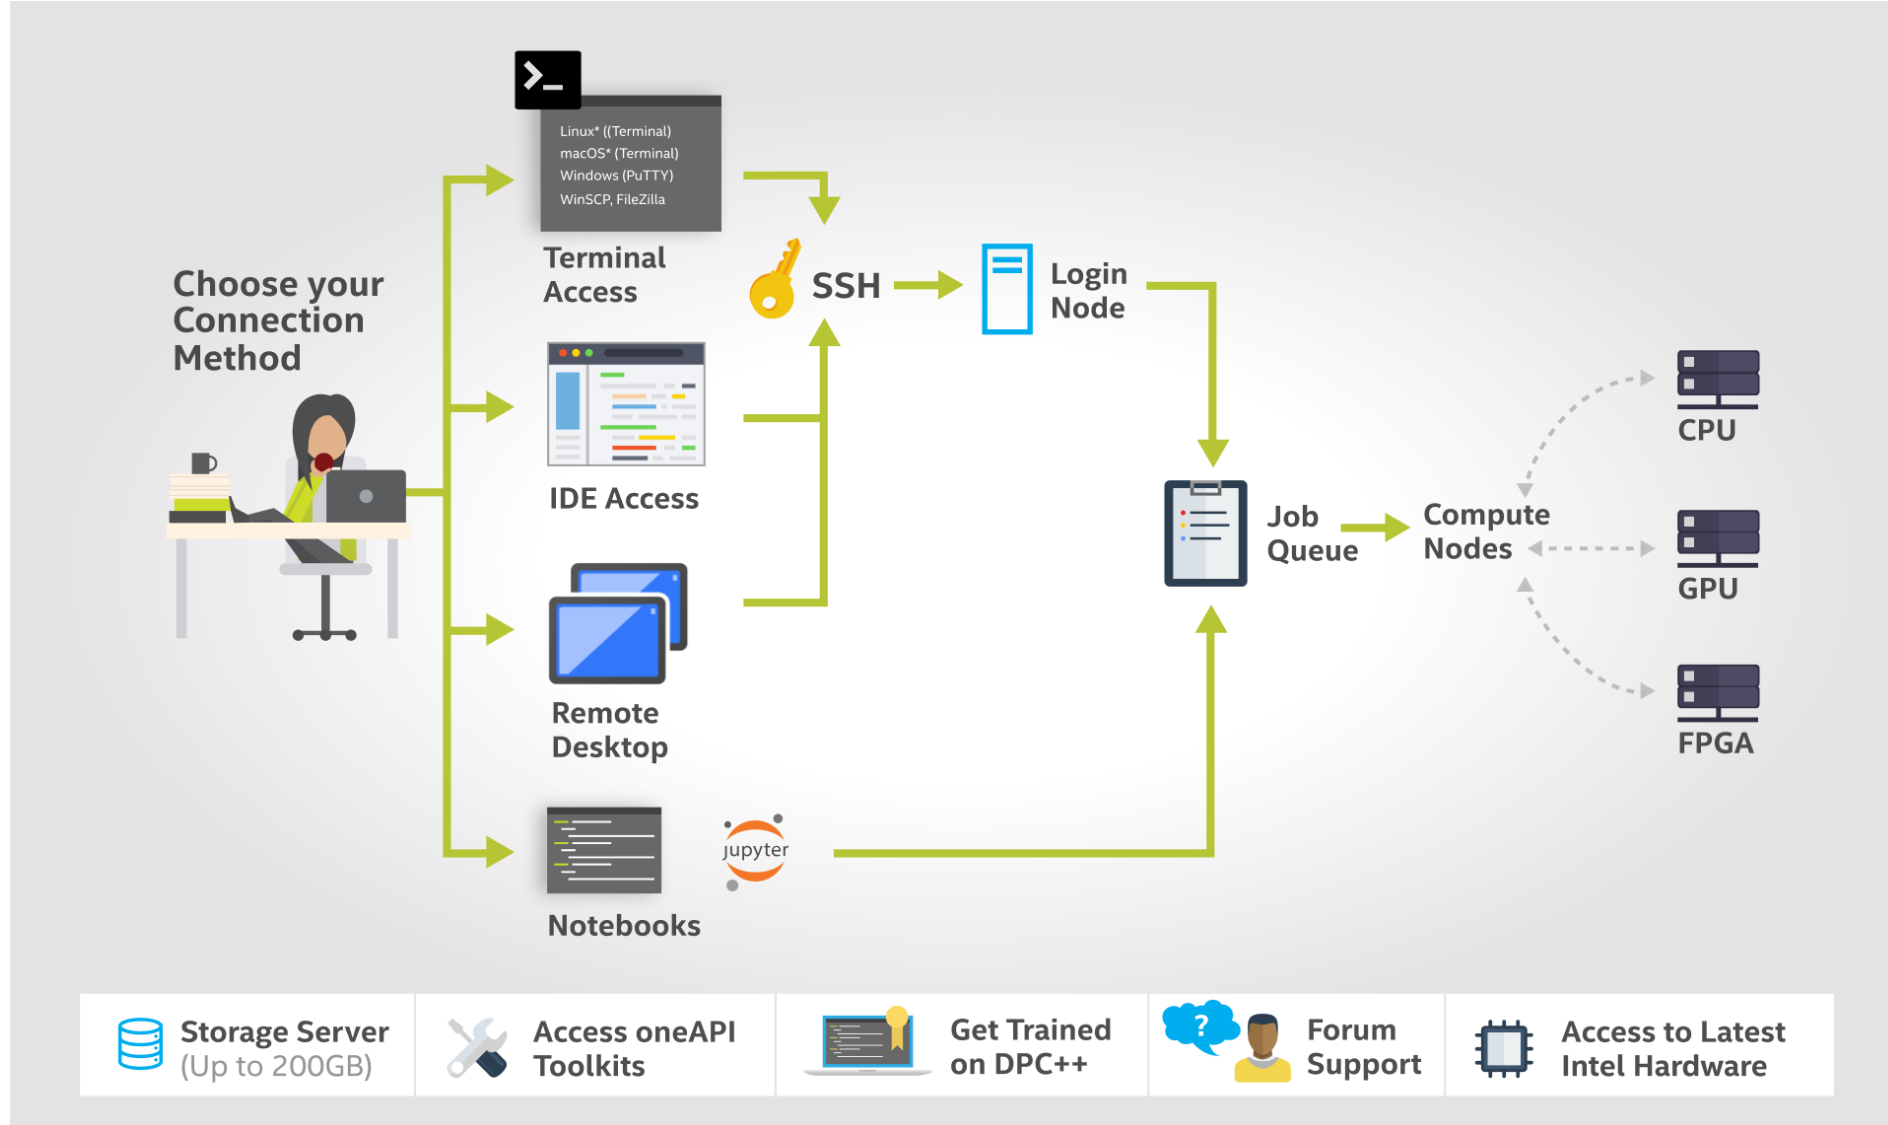 Linux* ((Terminal)
macOS* (Terminal)
Windows (PuTTY)
WinSCP, FileZilla
Terminal
Access
Choose your
Connection
Method
SSH
Login
Node
IDE Access
Job
Queue
Compute
Nodes
CPU
GPU
FPGA
Remote
Desktop
jupyter
Notebooks
Storage Server
(Up to 200GB)
Access oneAPI
Toolkits
Get Trained
on DPC++
?
Forum
Support
Access to Latest
Intel Hardware